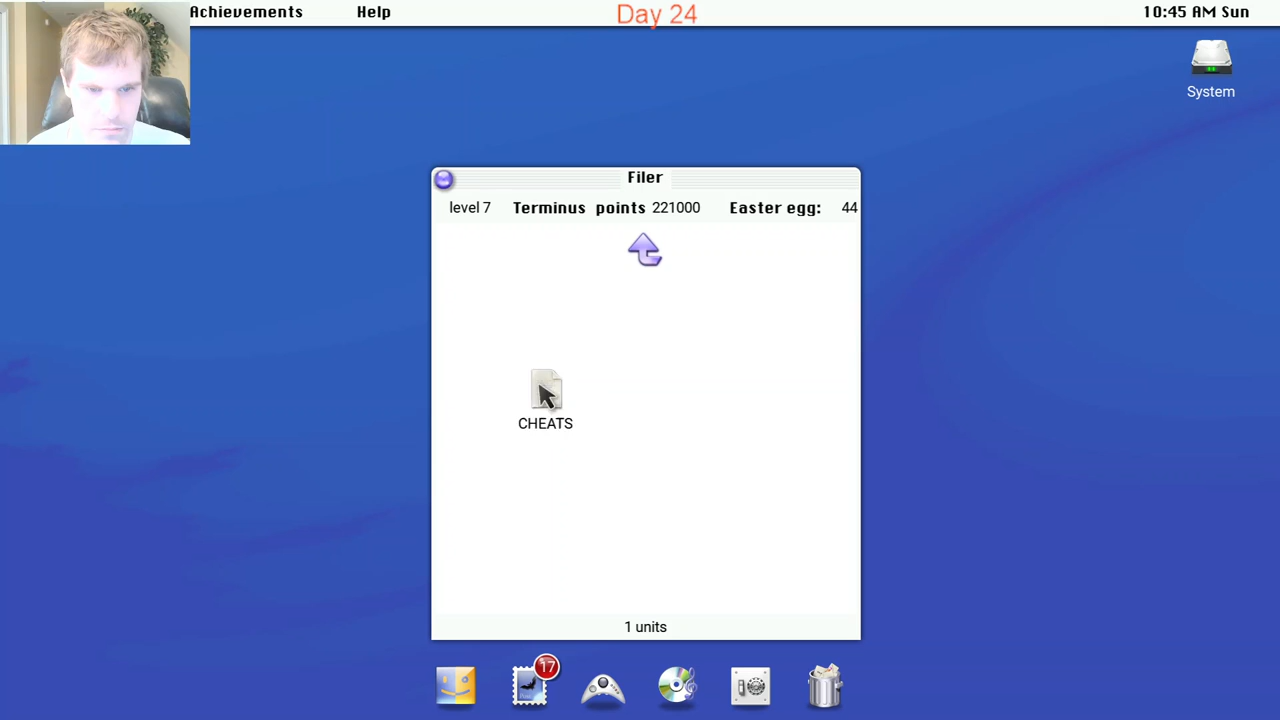 Achievements Help Day 24 10:45 AM Sun
System
Filer
level 7 Terminus points 221000 Easter egg: 44
CHEATS
1 units
17